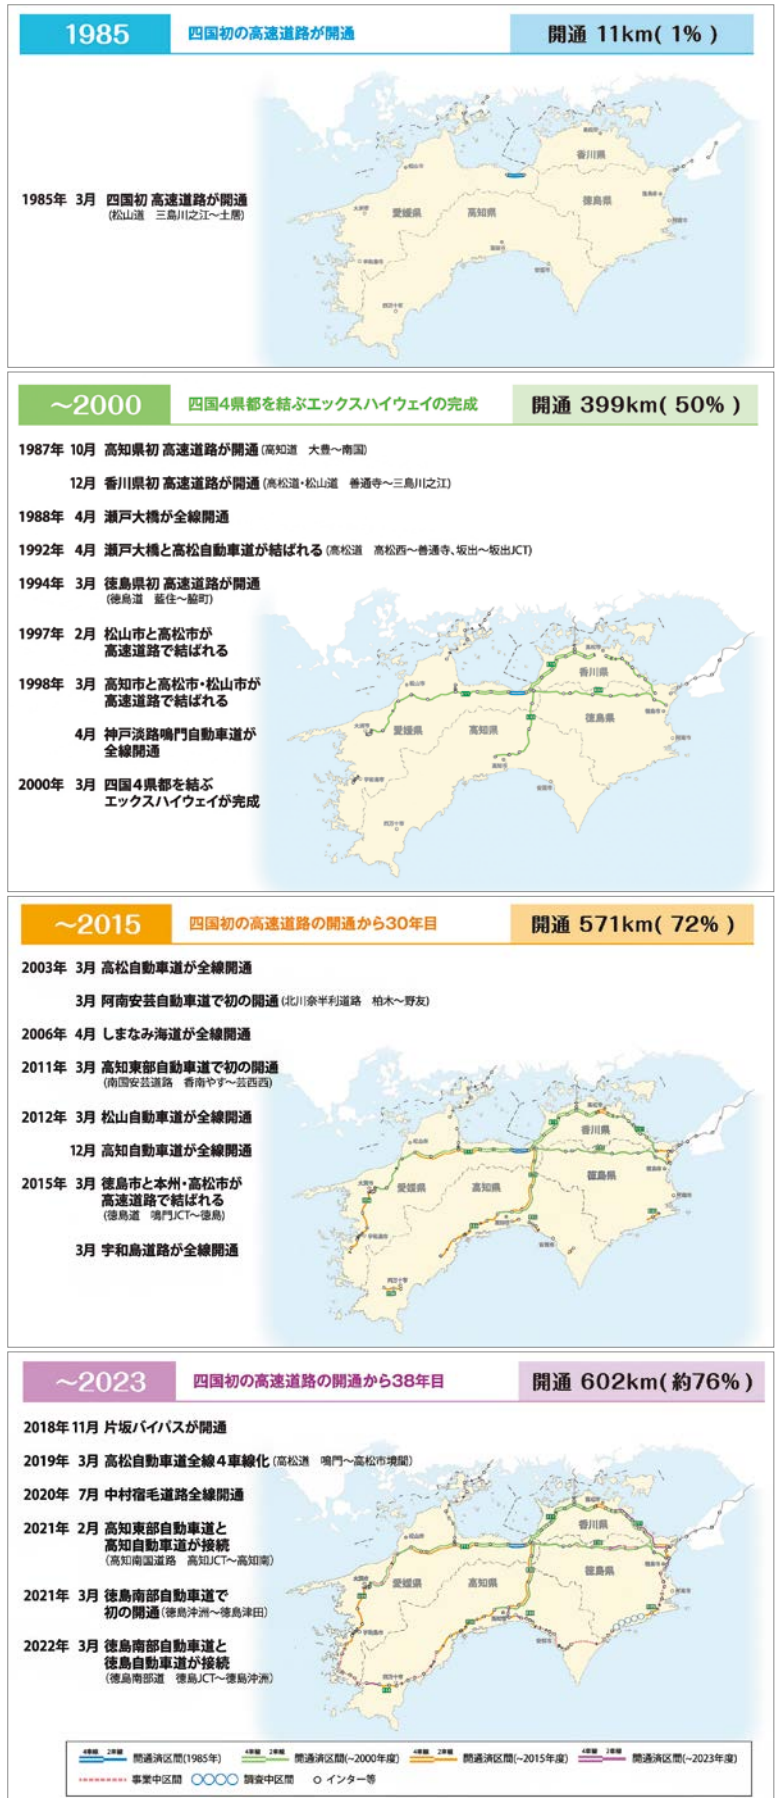 1985 四国初の高速道路が開通 開通 11km( 1% )
1985年 3月 四国初 高速道路が開通
(松山道 三島川之江〜土居)
松山市
高松市
香川県
徳島県
愛媛県
高知県
〜2000 四国4県都を結ぶエックスハイウェイの完成 開通 399km( 50% )
1987年 10月 高知県初 高速道路が開通 (高知道 大豊〜南国)
12月 香川県初 高速道路が開通 (高松道・松山道 善通寺〜三島川之江)
1988年 4月 瀬戸大橋が全線開通
1992年 4月 瀬戸大橋と高松自動車道が結ばれる (高松道 高松西〜善通寺、坂出〜坂出JCT)
1994年 3月 徳島県初 高速道路が開通
(徳島道 藍住〜脇町)
1997年 2月 松山市と高松市が
高速道路で結ばれる
1998年 3月 高知市と高松市・松山市が
高速道路で結ばれる
4月 神戸淡路鳴門自動車道が
全線開通
2000年 3月 四国4県都を結ぶ
エックスハイウェイが完成
香川県
徳島県
愛媛県
高知県
〜2015 四国初の高速道路の開通から30年目 開通 571km( 72% )
2003年 3月 高松自動車道が全線開通
3月 阿南安芸自動車道で初の開通 (北川奈半利道路 柏木〜野友)
2006年 4月 しまなみ海道が全線開通
2011年 3月 高知東部自動車道で初の開通
(南国安芸道路 香南やす〜芸西西)
2012年 3月 松山自動車道が全線開通
12月 高知自動車道が全線開通
2015年 3月 徳島市と本州・高松市が
高速道路で結ばれる
(徳島道 鳴門JCT〜徳島)
3月 宇和島道路が全線開通
香川県
徳島県
愛媛県
高知県
〜2023 四国初の高速道路の開通から38年目 開通 602km( 約76% )
2018年 11月 片坂バイパスが開通
2019年 3月 高松自動車道全線4車線化 (高松道 鳴門〜高松市境間)
2020年 7月 中村宿毛道路全線開通
2021年 2月 高知東部自動車道と
高知自動車道が接続
(高知南国道路 高知JCT〜高知南)
2021年 3月 徳島南部自動車道で
初の開通 (徳島沖洲〜徳島津田)
2022年 3月 徳島南部自動車道と
徳島自動車道が接続
(徳島南部道 徳島JCT〜徳島沖洲)
香川県
徳島県
愛媛県
高知県
4車線 2車線 開通済区間(1985年) 4車線 2車線 開通済区間(~2000年度) 4車線 2車線 開通済区間(~2015年度) 4車線 2車線 開通済区間(~2023年度)
事業中区間 調査中区間 インター等